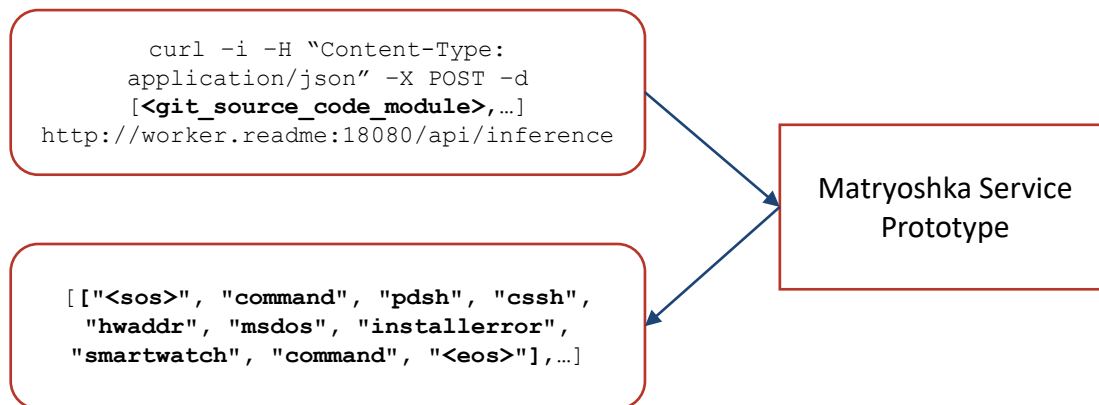 curl –i –H “Content-Type:
application/json” –X POST –d
[<git_source_code_module>,…]
http://worker.readme:18080/api/inference
Matryoshka Service
Prototype
[["<sos>", "command", "pdsh", "cssh",
"hwaddr", "msdos", "installerror",
"smartwatch", "command", "<eos>"],…]